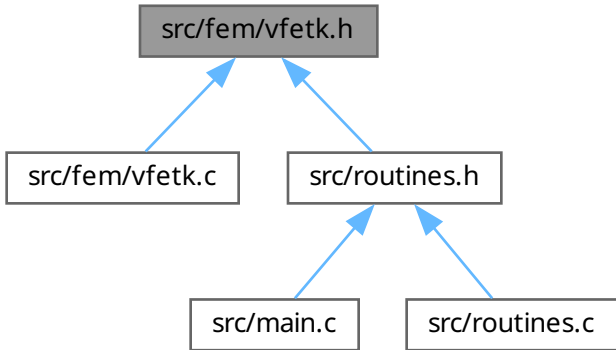 src/fem/vfetk.h
src/fem/vfetk.c
src/routines.h
src/main.c
src/routines.c